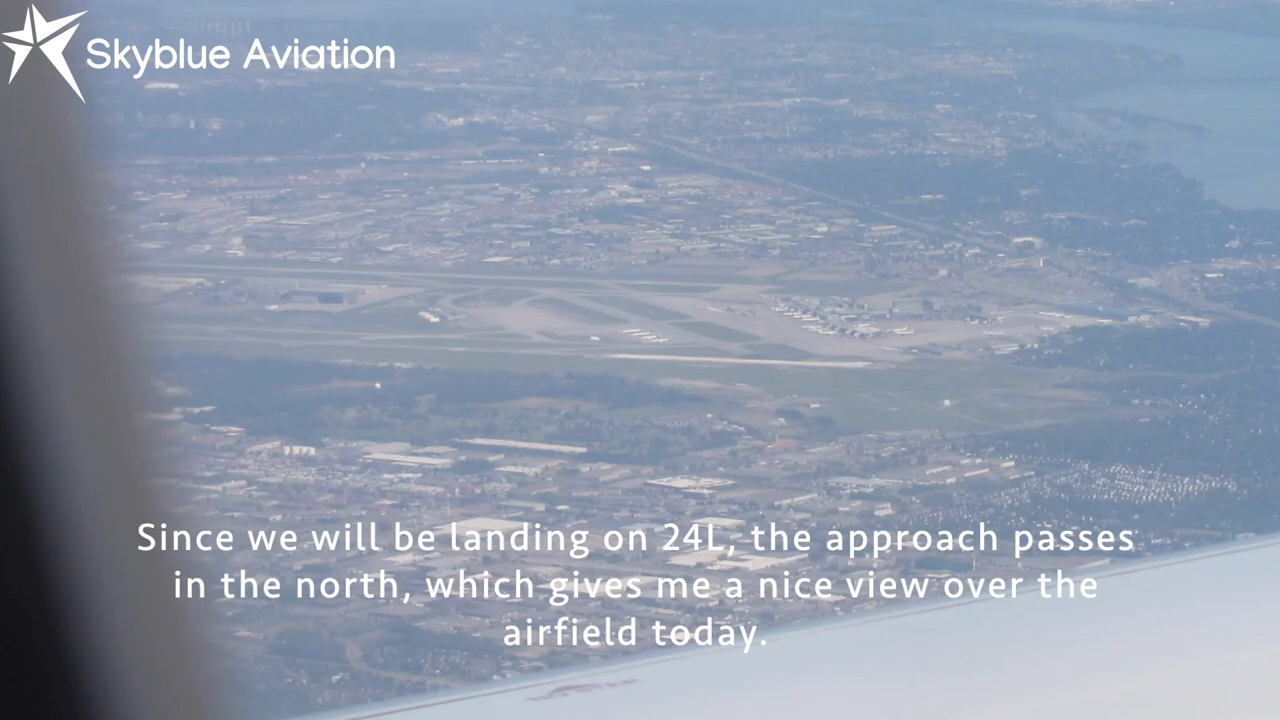 Skyblue Aviation
Since we will be landing on 24L, the approach passes
in the north, which gives me a nice view over the
airfield today.